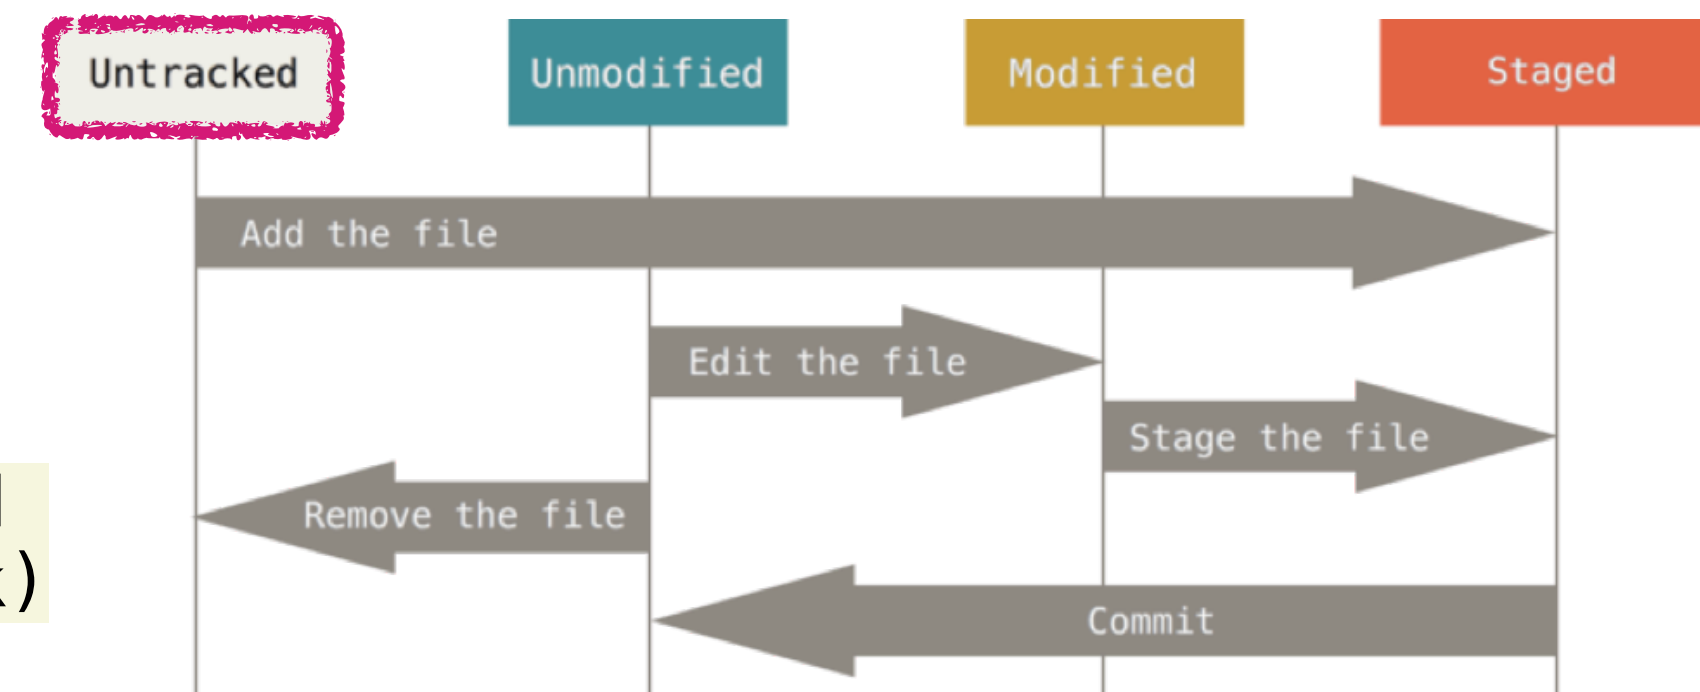 Untracked
Unmodified
Modified
Staged
Add the file
Edit the file
Stage the file
Remove the file
)
Commit